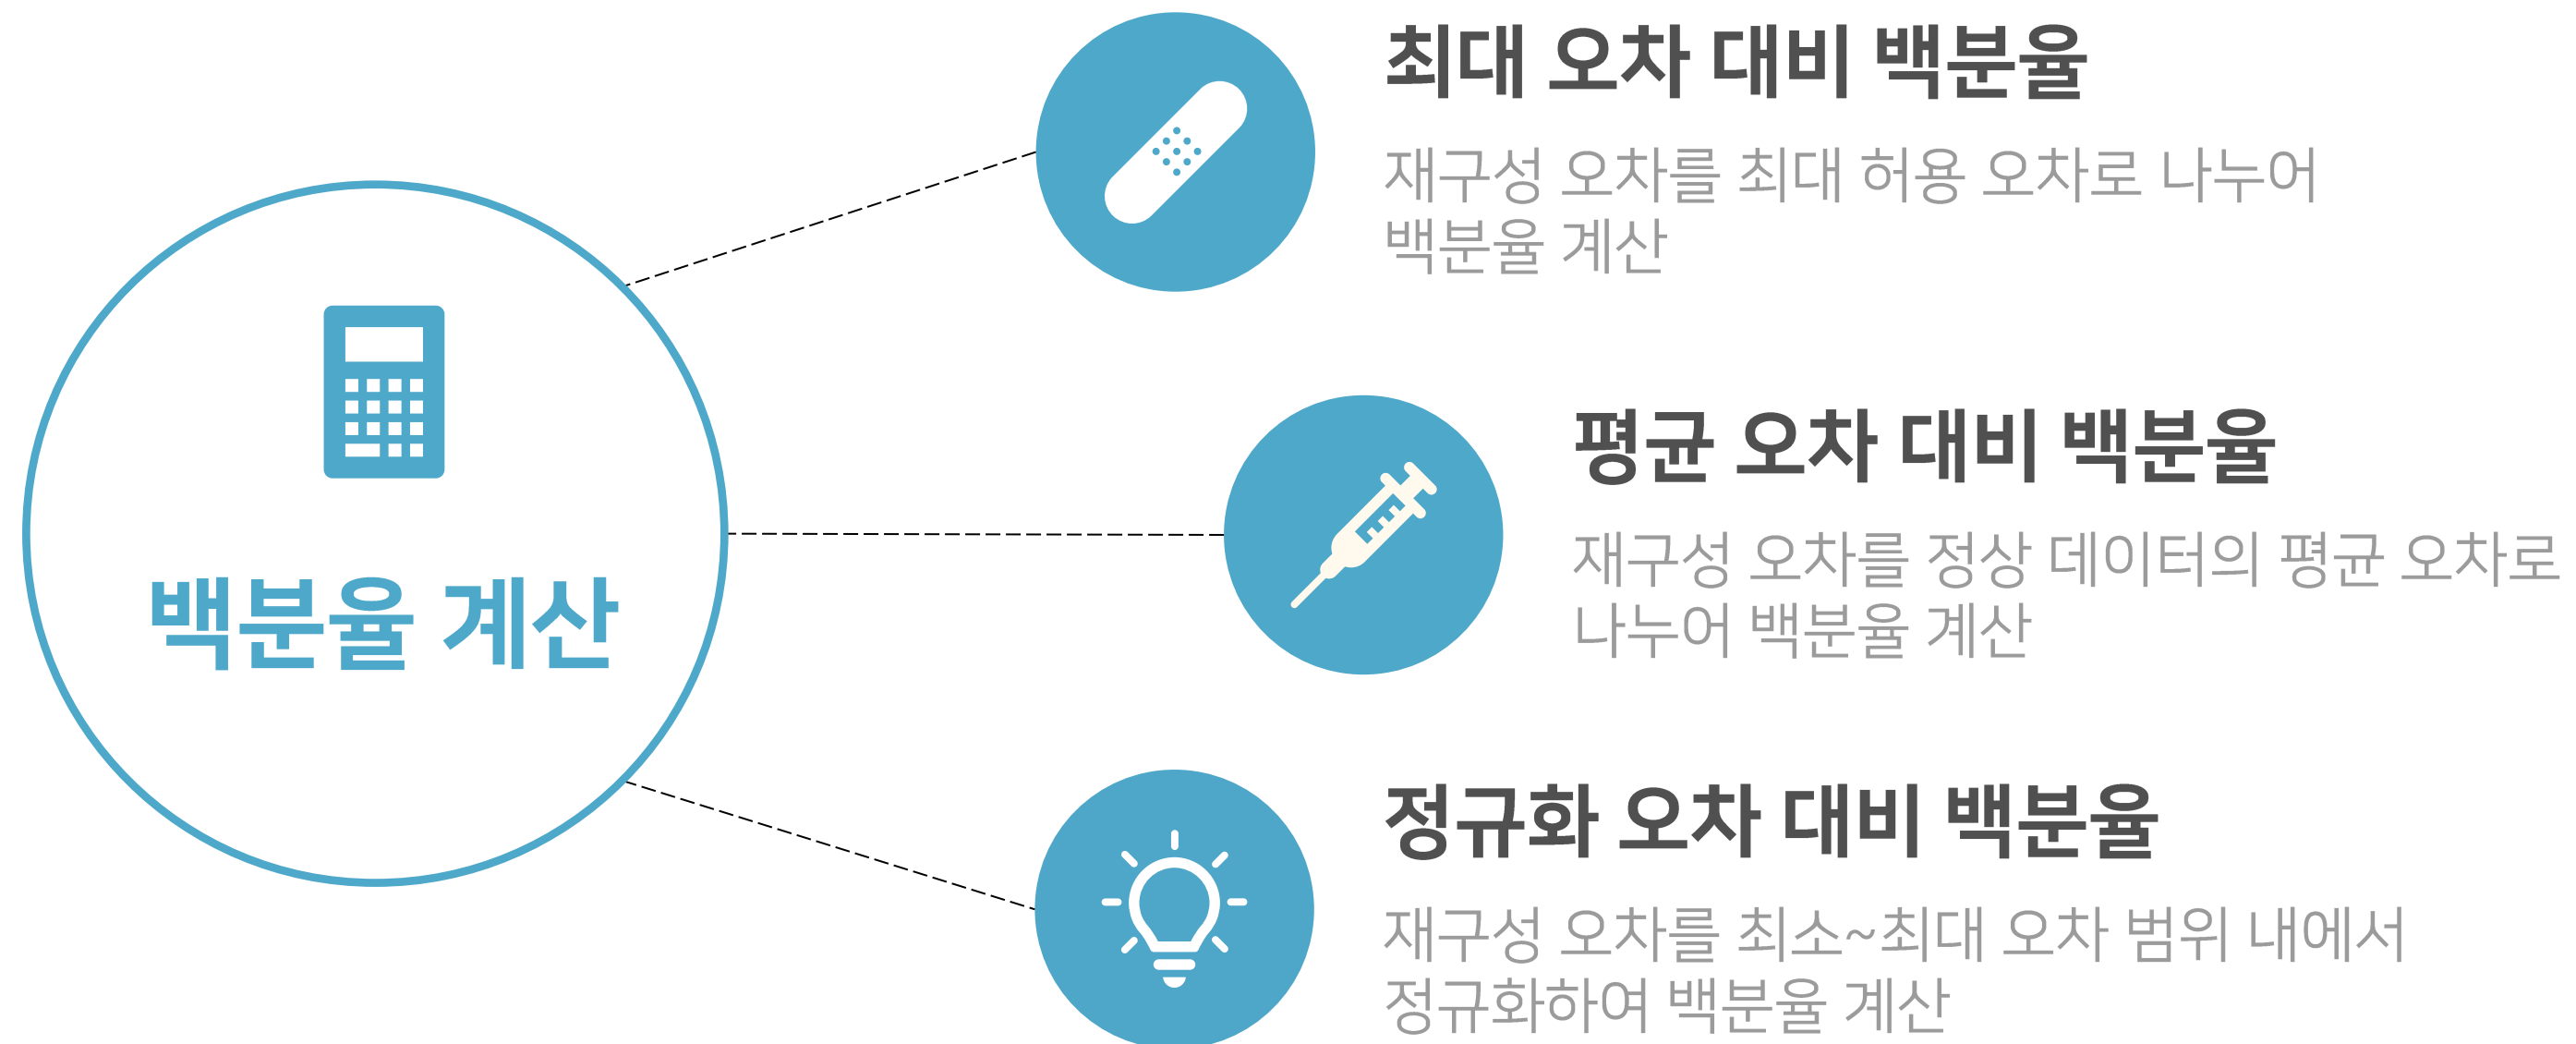 백분율 계산
최대 오차 대비 백분율
재구성 오차를 최대 허용 오차로 나누어
백분율 계산
평균 오차 대비 백분율
재구성 오차를 정상 데이터의 평균 오차로
나누어 백분율 계산
정규화 오차 대비 백분율
재구성 오차를 최소~최대 오차 범위 내에서
정규화하여 백분율 계산